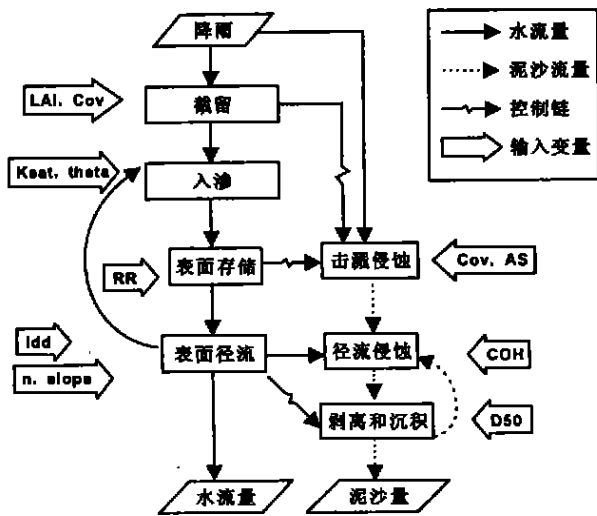 降雨
水流量
泥沙流量
控制链
输入变量
LAI. Cov
截留
Ksat. theta
入渗
RR
表面存储
击溅侵蚀
Cov. AS
ldd
n. slope
表面径流
径流侵蚀
COH
剥离和沉积
D50
水流量
泥沙量